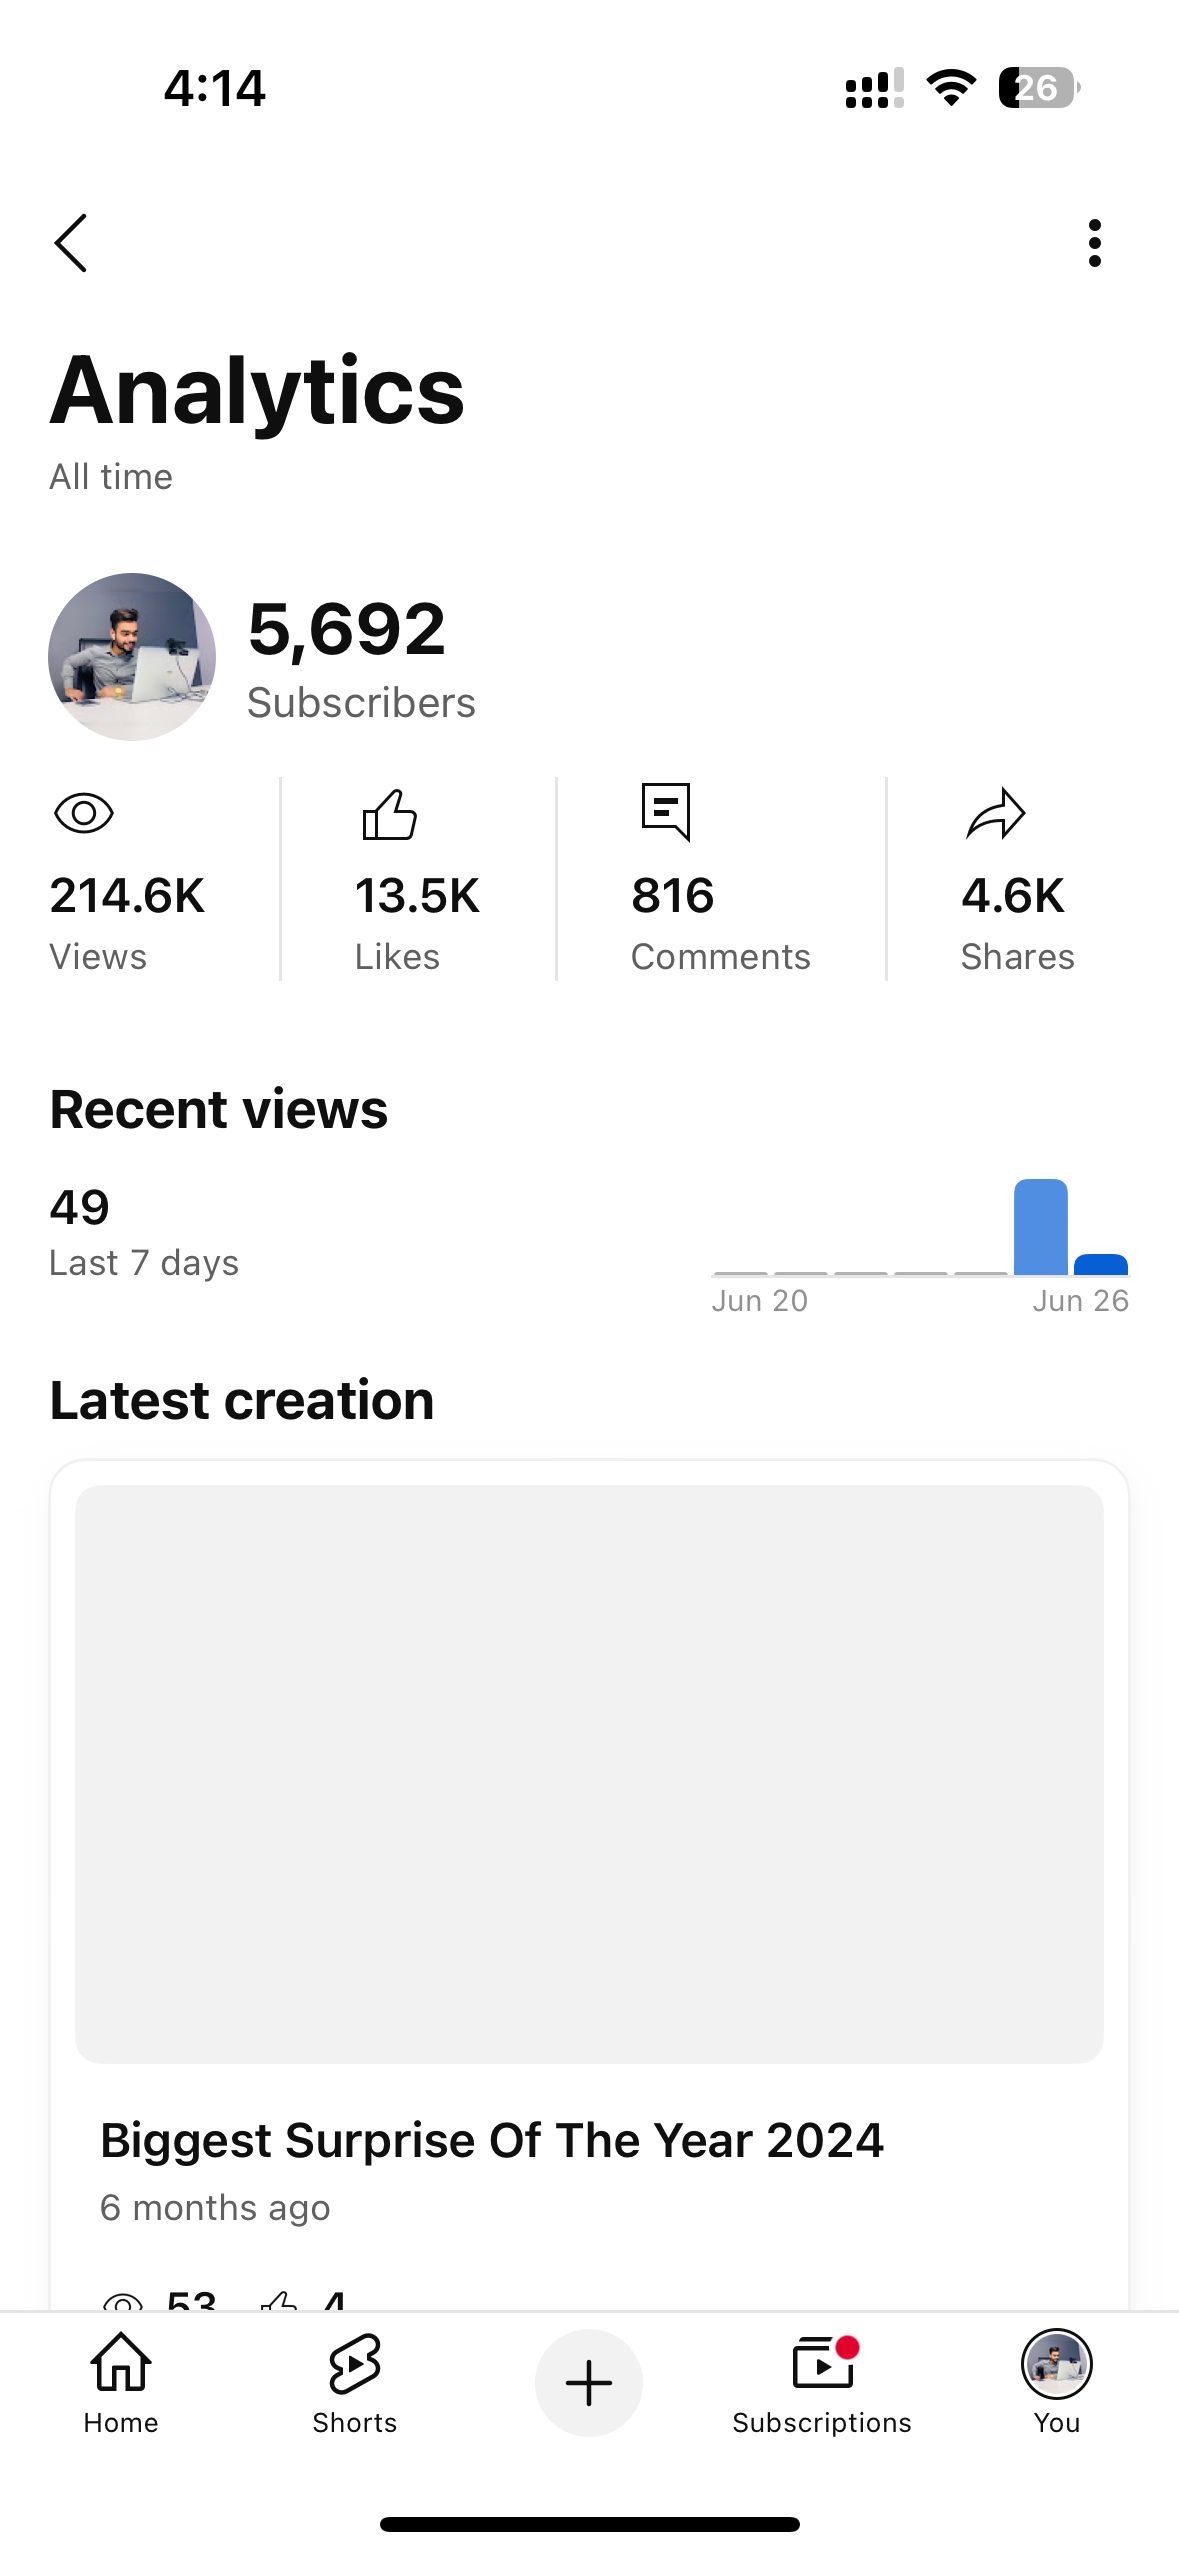 4:14
26
Analytics
All time
5,692
Subscribers
214.6K 13.5K 816 4.6K
Views Likes Comments Shares
Recent views
49
Last 7 days
Jun 20 Jun 26
Latest creation
Biggest Surprise Of The Year 2024
6 months ago
53 4
Home Shorts Subscriptions You